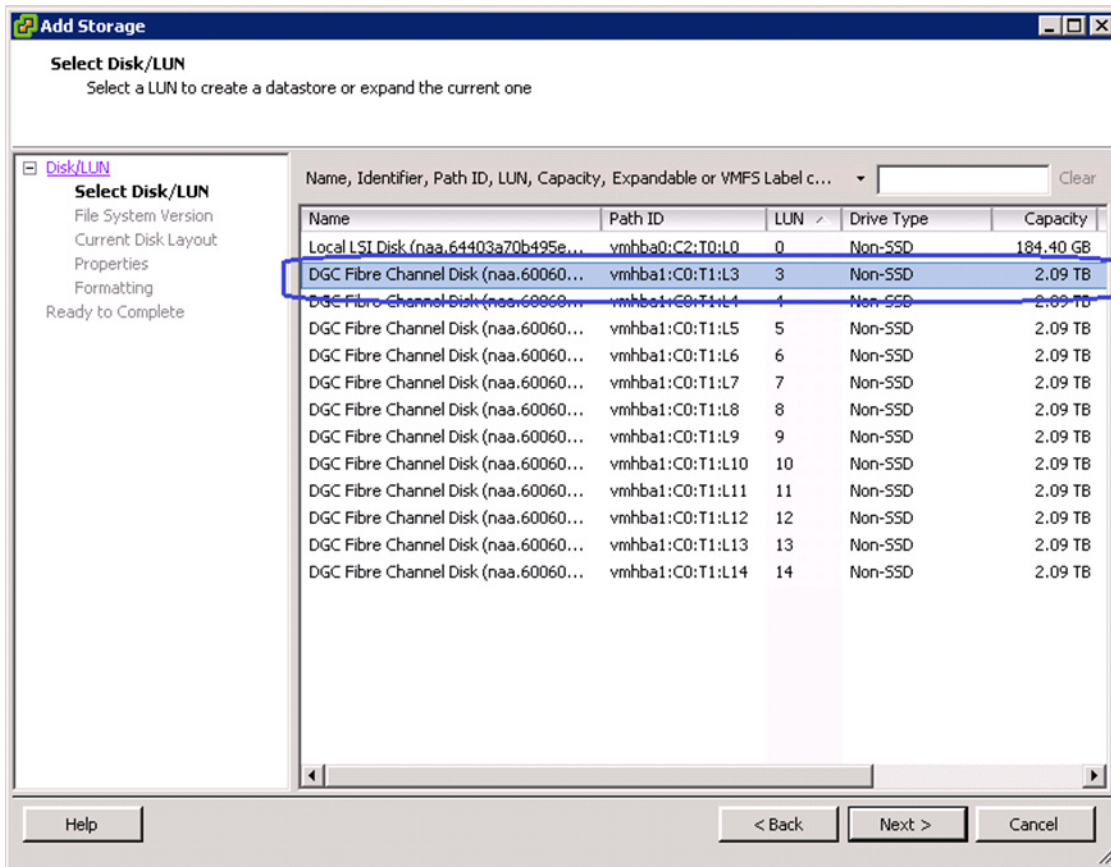 Add Storage
Select Disk/LUN
Select a LUN to create a datastore or expand the current one
Disk/LUN
Select Disk/LUN
File System Version
Current Disk Layout
Properties
Formatting
Ready to Complete
Name, Identifier, Path ID, LUN, Capacity, Expandable or VMFS Label c... Clear
Name Path ID LUN Drive Type Capacity
Local LSI Disk (naa.64403a70b495e... vmhba0:C2:T0:L0 0 Non-SSD 184.40 GB
DGC Fibre Channel Disk (naa.60060... vmhba1:C0:T1:L3 3 Non-SSD 2.09 TB
DGC Fibre Channel Disk (naa.60060... vmhba1:C0:T1:L4 4 Non-SSD 2.09 TB
DGC Fibre Channel Disk (naa.60060... vmhba1:C0:T1:L5 5 Non-SSD 2.09 TB
DGC Fibre Channel Disk (naa.60060... vmhba1:C0:T1:L6 6 Non-SSD 2.09 TB
DGC Fibre Channel Disk (naa.60060... vmhba1:C0:T1:L7 7 Non-SSD 2.09 TB
DGC Fibre Channel Disk (naa.60060... vmhba1:C0:T1:L8 8 Non-SSD 2.09 TB
DGC Fibre Channel Disk (naa.60060... vmhba1:C0:T1:L9 9 Non-SSD 2.09 TB
DGC Fibre Channel Disk (naa.60060... vmhba1:C0:T1:L10 10 Non-SSD 2.09 TB
DGC Fibre Channel Disk (naa.60060... vmhba1:C0:T1:L11 11 Non-SSD 2.09 TB
DGC Fibre Channel Disk (naa.60060... vmhba1:C0:T1:L12 12 Non-SSD 2.09 TB
DGC Fibre Channel Disk (naa.60060... vmhba1:C0:T1:L13 13 Non-SSD 2.09 TB
DGC Fibre Channel Disk (naa.60060... vmhba1:C0:T1:L14 14 Non-SSD 2.09 TB
Help < Back Next > Cancel